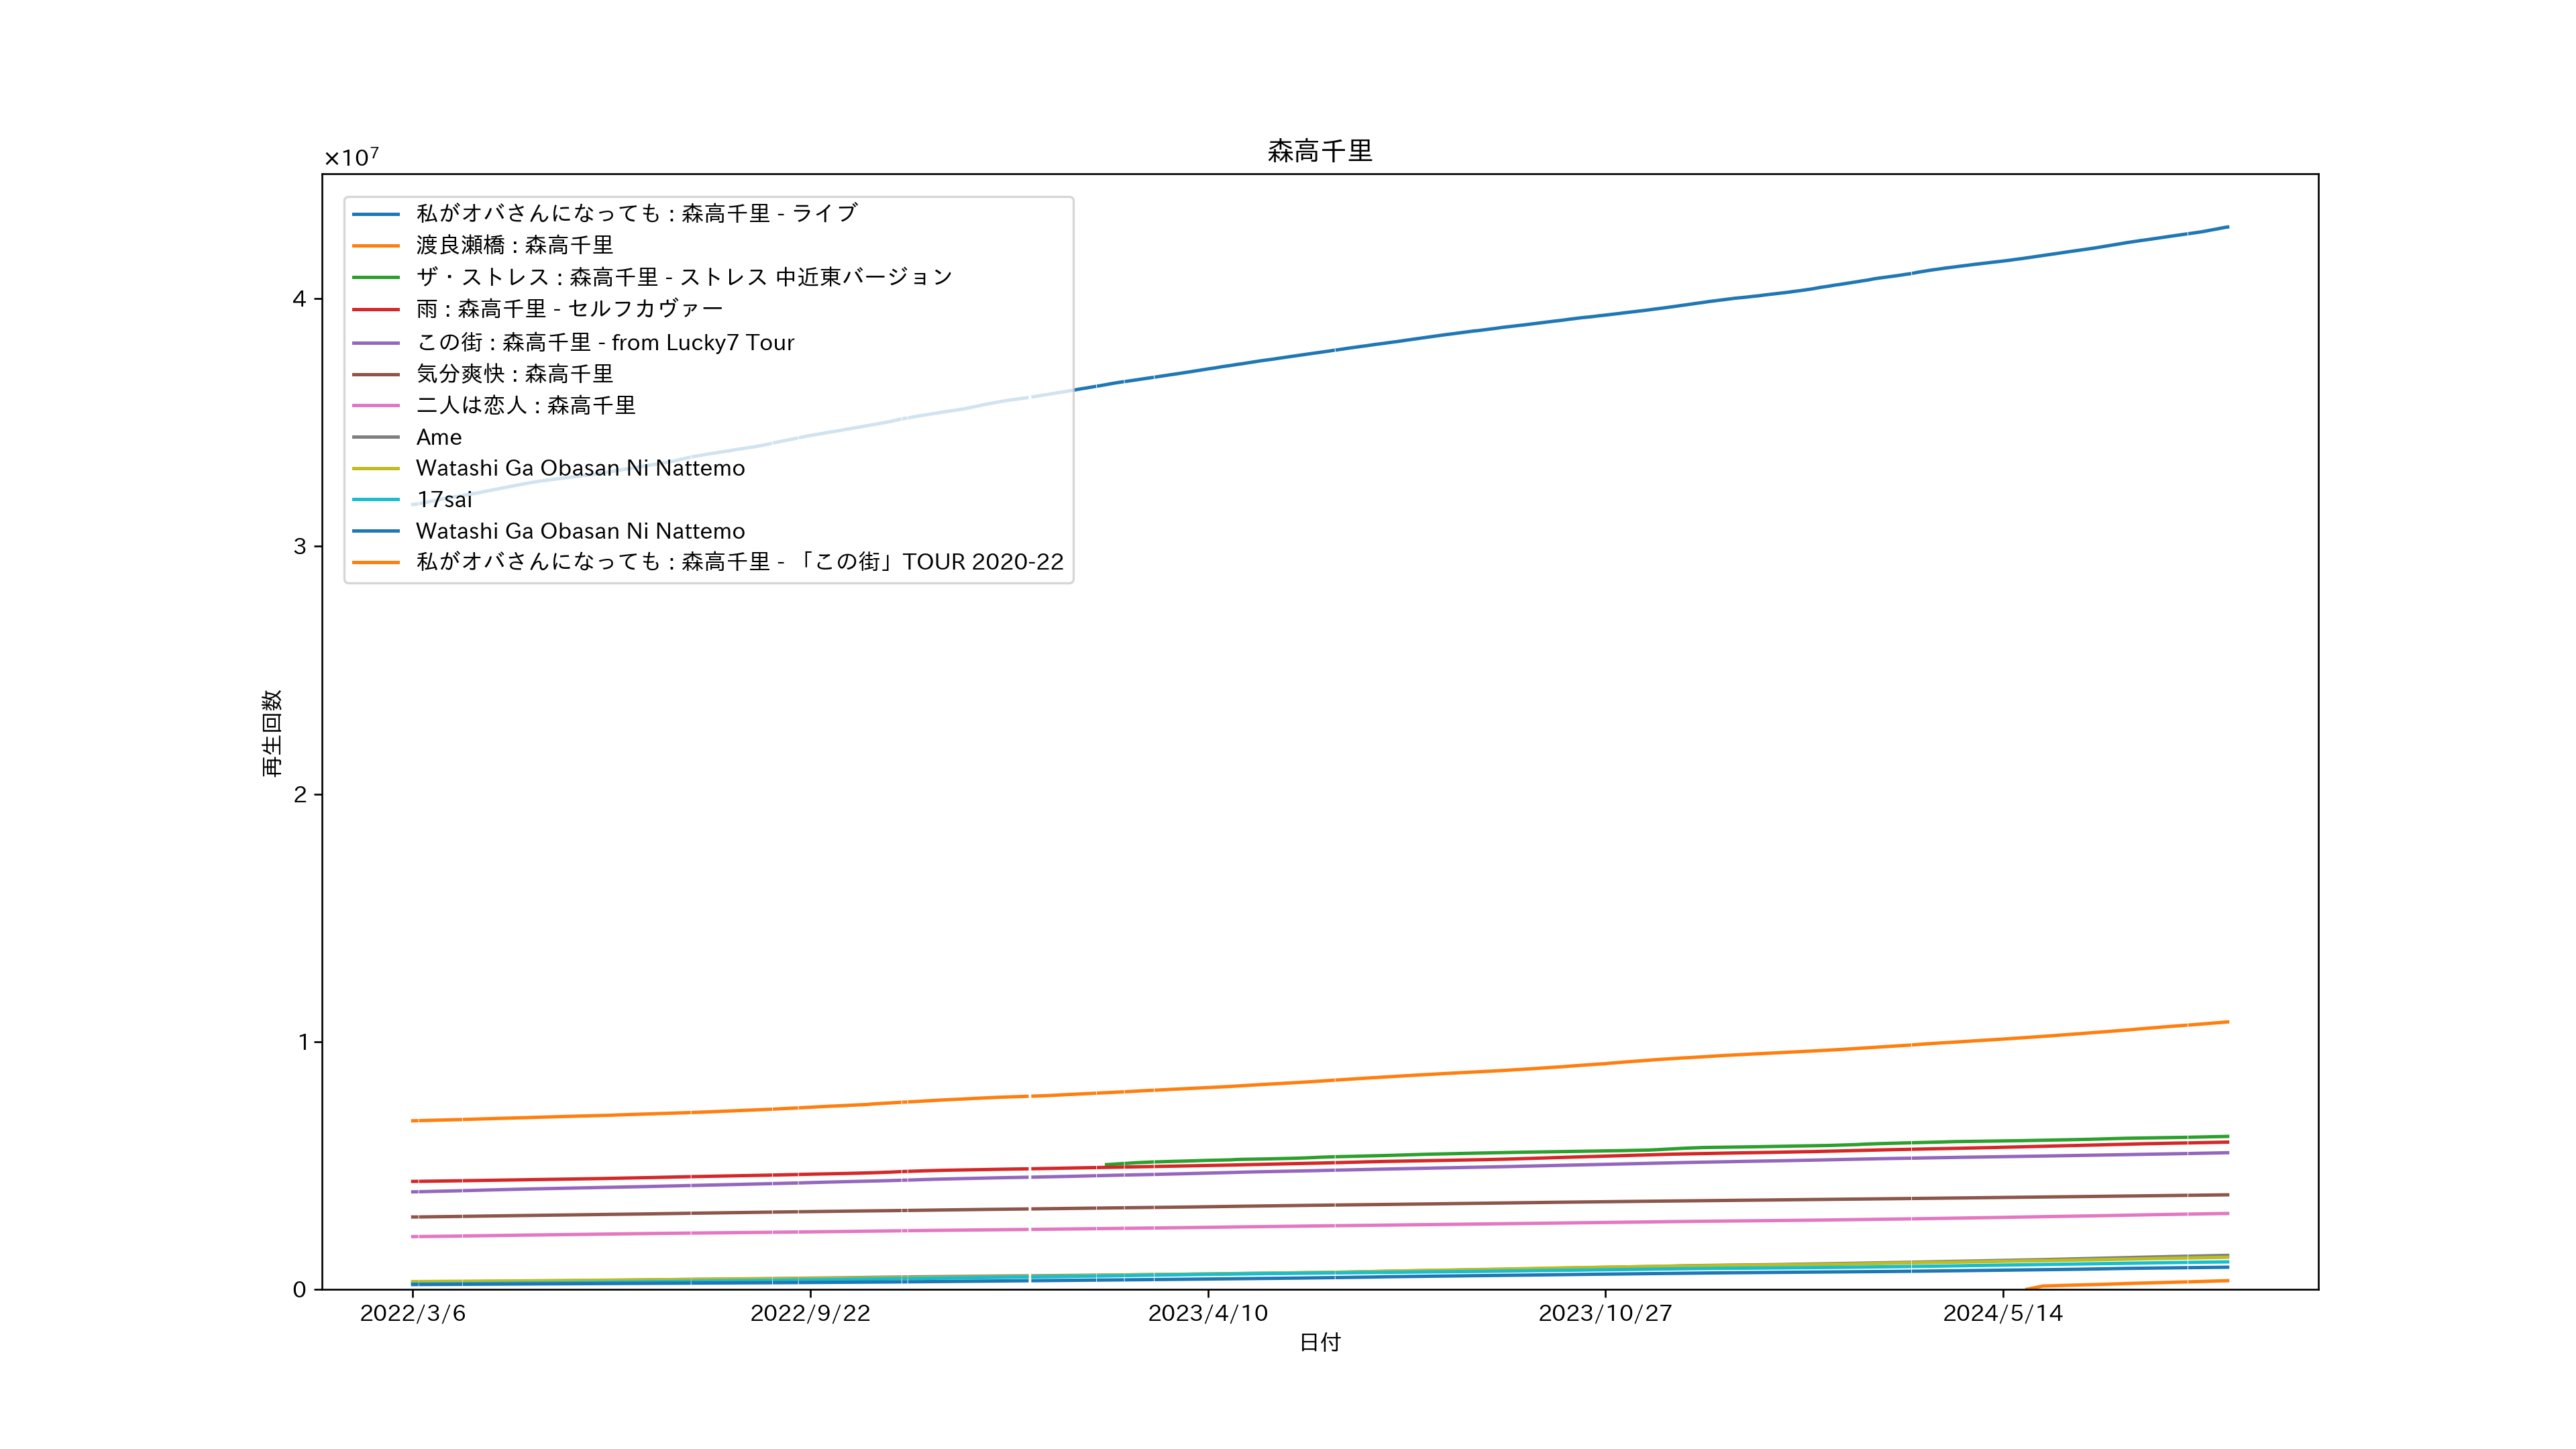 森高千里
×10⁷
4
3
2
1
0
再生回数
私がオバさんになっても : 森高千里 - ライブ
渡良瀬橋 : 森高千里
ザ・ストレス : 森高千里 - ストレス 中近東バージョン
雨 : 森高千里 - セルフカヴァー
この街 : 森高千里 - from Lucky7 Tour
気分爽快 : 森高千里
二人は恋人 : 森高千里
Ame
Watashi Ga Obasan Ni Nattemo
17sai
Watashi Ga Obasan Ni Nattemo
私がオバさんになっても : 森高千里 - 「この街」TOUR 2020-22
2022/3/6 2022/9/22 2023/4/10 2023/10/27 2024/5/14
日付